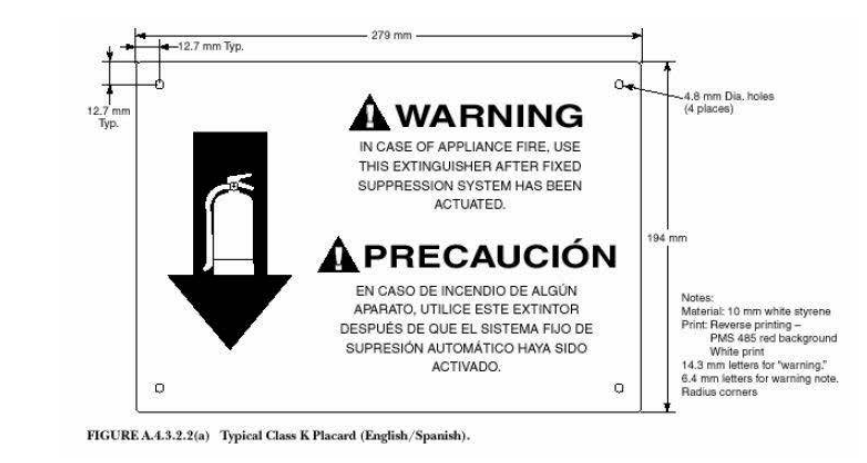 279 mm
12.7 mm Typ.
12.7 mm
Typ.
4.8 mm Dia. holes
(4 places)
WARNING
IN CASE OF APPLIANCE FIRE, USE
THIS EXTINGUISHER AFTER FIXED
SUPPRESSION SYSTEM HAS BEEN
ACTUATED.
194 mm
PRECAUCIÓN
EN CASO DE INCENDIO DE ALGÚN
APARATO, UTILICE ESTE EXTINTOR
DESPUÉS DE QUE EL SISTEMA FIJO DE
SUPRESIÓN AUTOMÁTICO HAYA SIDO
ACTIVADO.
Notes:
Material: 10 mm white styrene
Print: Reverse printing –
PMS 485 red background
White print
14.3 mm letters for “warning.”
6.4 mm letters for warning note.
Radius corners
FIGURE A.4.3.2.2(a) Typical Class K Placard (English/Spanish).